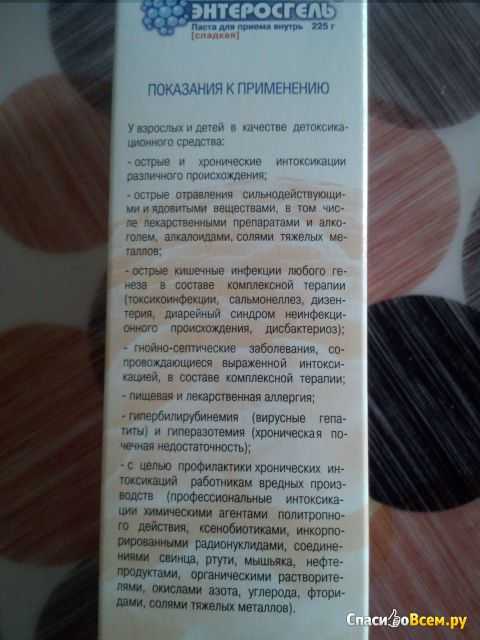 ЭНТЕРОСГЕЛЬ
Паста для приема внутрь 225 г
[сладкая]
ПОКАЗАНИЯ К ПРИМЕНЕНИЮ
У взрослых и детей в качестве детоксика-
ционного средства:
- острые и хронические интоксикации
различного происхождения;
- острые отравления сильнодействующи-
ми и ядовитыми веществами, в том чис-
ле лекарственными препаратами и алко-
голем, алкалоидами, солями тяжелых ме-
таллов;
- острые кишечные инфекции любого ге-
неза в составе комплексной терапии
(токсикоинфекции, сальмонеллез, дизен-
терия, диарейный синдром неинфекци-
онного происхождения, дисбактериоз);
- гнойно-септические заболевания, со-
провождающиеся выраженной интокси-
кацией, в составе комплексной терапии;
- пищевая и лекарственная аллергия;
- гипербилирубинемия (вирусные гепа-
титы) и гиперазотемия (хроническая по-
чечная недостаточность);
- с целью профилактики хронических ин-
токсикаций работникам вредных произ-
водств (профессиональные интоксика-
ции химическими агентами политропно-
го действия, ксенобиотиками, инкорпо-
рированными радионуклидами, соедине-
ниями свинца, ртути, мышьяка, нефте-
продуктами, органическими растворите-
лями, окислами азота, углерода, фтори-
дами, солями тяжелых металлов).
СпасибоВсем.ру